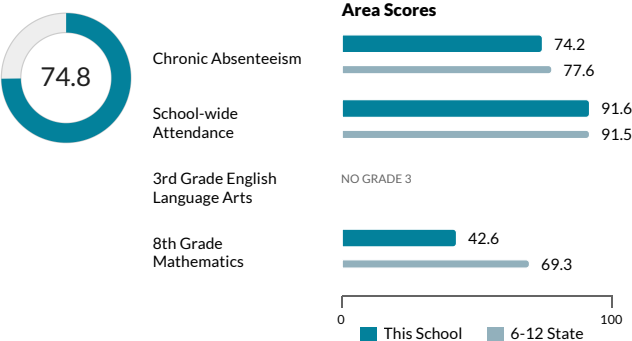 Area Scores
74.8
Chronic Absenteeism
74.2
77.6
School-wide
Attendance
91.6
91.5
3rd Grade English
Language Arts
NO GRADE 3
8th Grade
Mathematics
42.6
69.3
0
100
This School
6-12 State